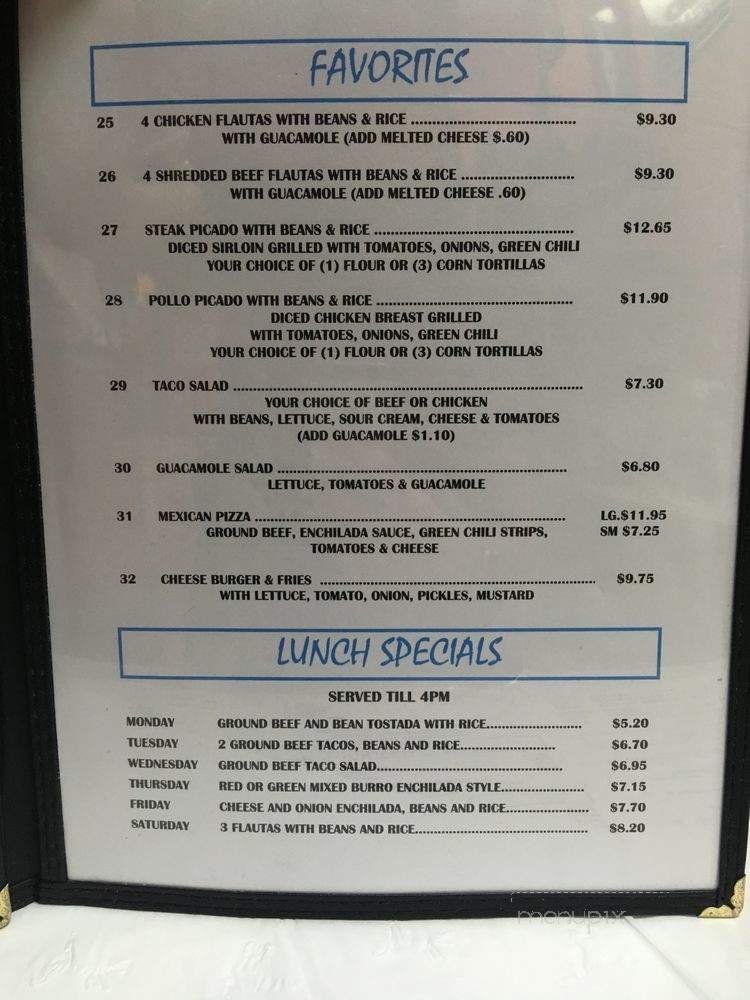 FAVORITES
25 4 CHICKEN FLAUTAS WITH BEANS & RICE ........................................ $9.30
WITH GUACAMOLE (ADD MELTED CHEESE $.60)
26 4 SHREDDED BEEF FLAUTAS WITH BEANS & RICE ............................ $9.30
WITH GUACAMOLE (ADD MELTED CHEESE .60)
27 STEAK PICADO WITH BEANS & RICE ................................................. $12.65
DICED SIRLOIN GRILLED WITH TOMATOES, ONIONS, GREEN CHILI
YOUR CHOICE OF (1) FLOUR OR (3) CORN TORTILLAS
28 POLLO PICADO WITH BEANS & RICE ................................................ $11.90
DICED CHICKEN BREAST GRILLED
WITH TOMATOES, ONIONS, GREEN CHILI
YOUR CHOICE OF (1) FLOUR OR (3) CORN TORTILLAS
29 TACO SALAD ..................................................................................... $7.30
YOUR CHOICE OF BEEF OR CHICKEN
WITH BEANS, LETTUCE, SOUR CREAM, CHEESE & TOMATOES
(ADD GUACAMOLE $1.10)
30 GUACAMOLE SALAD ....................................................................... $6.80
LETTUCE, TOMATOES & GUACAMOLE
31 MEXICAN PIZZA ............................................................................. LG.$11.95
GROUND BEEF, ENCHILADA SAUCE, GREEN CHILI STRIPS, SM $7.25
TOMATOES & CHEESE
32 CHEESE BURGER & FRIES .................................................................... $9.75
WITH LETTUCE, TOMATO, ONION, PICKLES, MUSTARD
LUNCH SPECIALS
SERVED TILL 4PM
MONDAY GROUND BEEF AND BEAN TOSTADA WITH RICE........................ $5.20
TUESDAY 2 GROUND BEEF TACOS, BEANS AND RICE........................ $6.70
WEDNESDAY GROUND BEEF TACO SALAD............................................... $6.95
THURSDAY RED OR GREEN MIXED BURRO ENCHILADA STYLE..................... $7.15
FRIDAY CHEESE AND ONION ENCHILADA, BEANS AND RICE..................... $7.70
SATURDAY 3 FLAUTAS WITH BEANS AND RICE............................................ $8.20
menupix